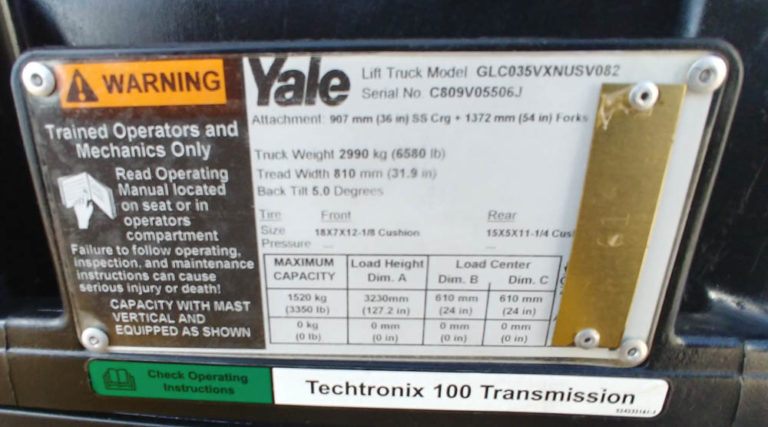 WARNING
Trained Operators and
Mechanics Only
Read Operating
Manual located
on seat or in
operators
compartment
Failure to follow operating,
inspection, and maintenance
instructions can cause
serious injury or death!
CAPACITY WITH MAST
VERTICAL AND
EQUIPPED AS SHOWN
Yale Lift Truck Model GLC035VXNUSV082
Serial No C809V05506J
Attachment: 907 mm (36 in) SS Crg + 1372 mm (54 in) Forks
Truck Weight 2990 kg (6580 lb)
Tread Width 810 mm (31.9 in)
Back Tilt 5.0 Degrees
Tire Front Rear
Size 18X7X12-1/8 Cushion 15X5X11-1/4
Pressure
MAXIMUM CAPACITY Load Height Dim. A Load Center Dim. B Dim. C
1520 kg (3350 lb) 3230mm (127.2 in) 610 mm (24 in) 610 mm (24 in)
0 kg (0 lb) 0 mm (0 in) 0 mm (0 in) 0 mm (0 in)
Check Operating
Instructions
Techtronix 100 Transmission